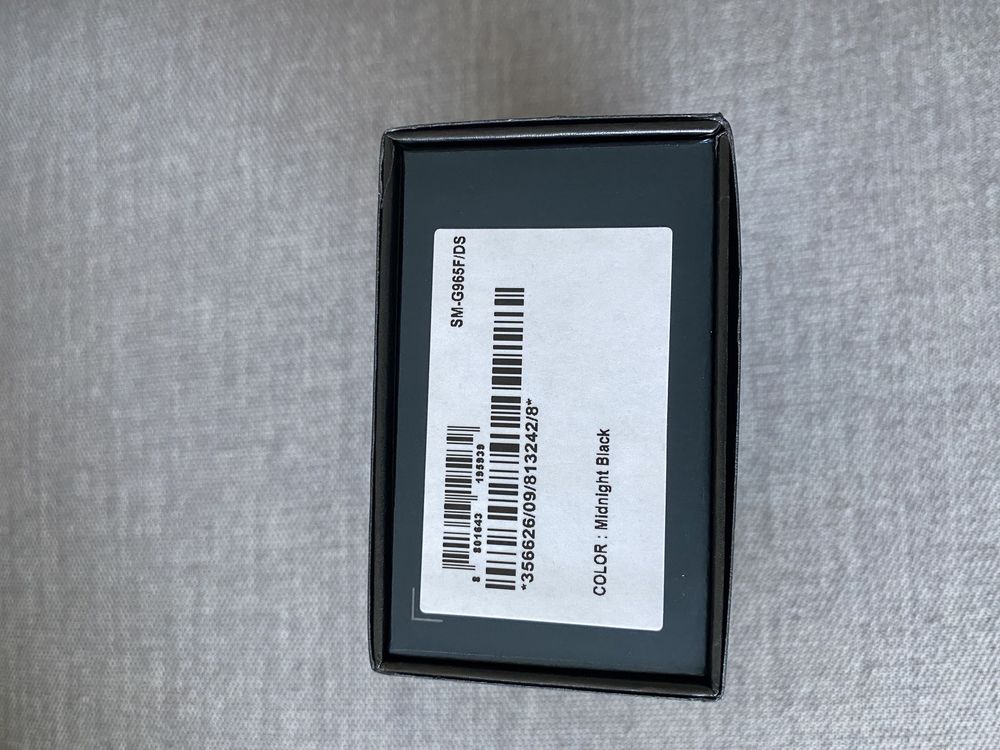 SM-G965F/DS
8 801643 195939
*356626/09/813242/8*
COLOR : Midnight Black